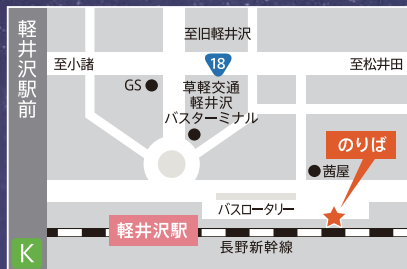 軽井沢駅前
K
至旧軽井沢
18
至小諸
至松井田
GS
草軽交通
軽井沢
バスターミナル
のりば
茜屋
バスロータリー
軽井沢駅
長野新幹線